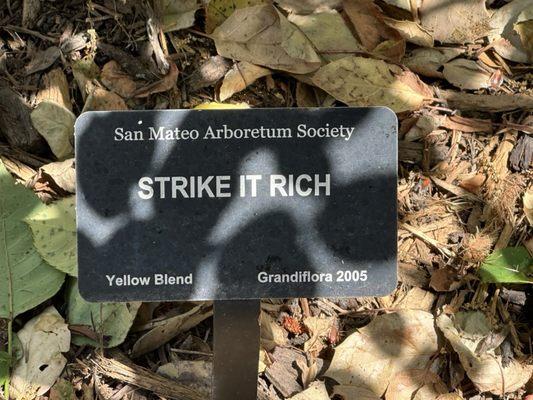 San Mateo Arboretum Society
STRIKE IT RICH
Yellow Blend Grandiflora 2005